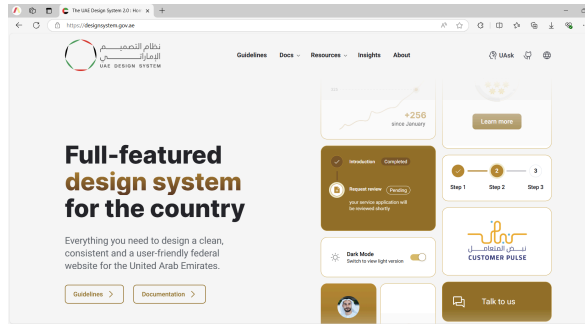 The UAE Design System 2.0 : Ho
https://designsystem.gov.ae
نظام التصميم
الإماراتي
UAE DESIGN SYSTEM
Guidelines
Docs
Resources
Insights
About
UAsk
Full-featured
design system
for the country
Everything you need to design a clean,
consistent and a user-friendly federal
website for the United Arab Emirates.
Guidelines
Documentation
+256
since January
Learn more
Introduction
Completed
Request review
Pending
your service application will
be reviewed shortly
2
3
Step 1
Step 2
Step 3
Dark Mode
Switch to view light version
نبض
نبض المتعامل
CUSTOMER PULSE
Talk to us